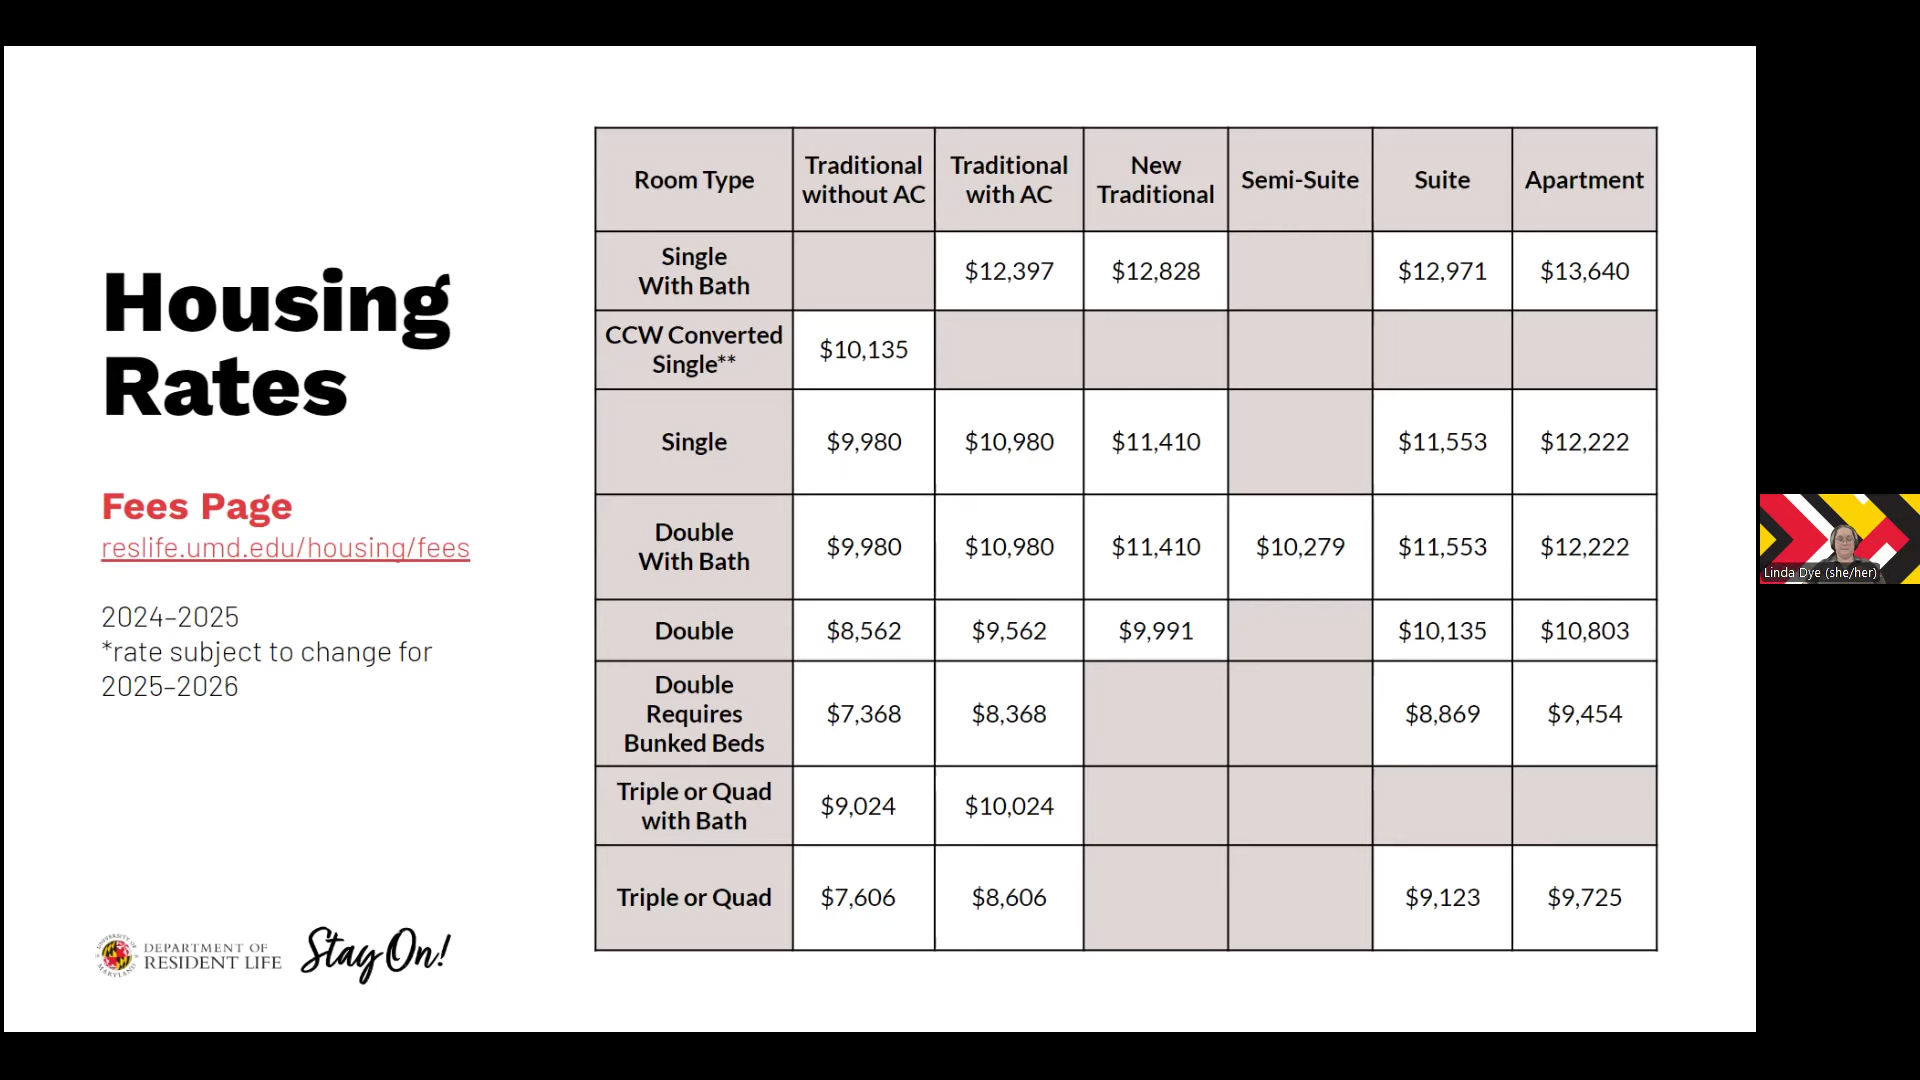 Housing
Rates
Fees Page
reslife.umd.edu/housing/fees
2024–2025
*rate subject to change for
2025–2026
UNIVERSITY OF
MARYLAND
DEPARTMENT OF
RESIDENT LIFE
Stay On!
Room Type
Traditional
without AC
Traditional
with AC
New
Traditional
Semi-Suite
Suite
Apartment
Single
With Bath
$12,397
$12,828
$12,971
$13,640
CCW Converted
Single**
$10,135
Single
$9,980
$10,980
$11,410
$11,553
$12,222
Double
With Bath
$9,980
$10,980
$11,410
$10,279
$11,553
$12,222
Double
$8,562
$9,562
$9,991
$10,135
$10,803
Double
Requires
Bunked Beds
$7,368
$8,368
$8,869
$9,454
Triple or Quad
with Bath
$9,024
$10,024
Triple or Quad
$7,606
$8,606
$9,123
$9,725
Linda Dye (she/her)